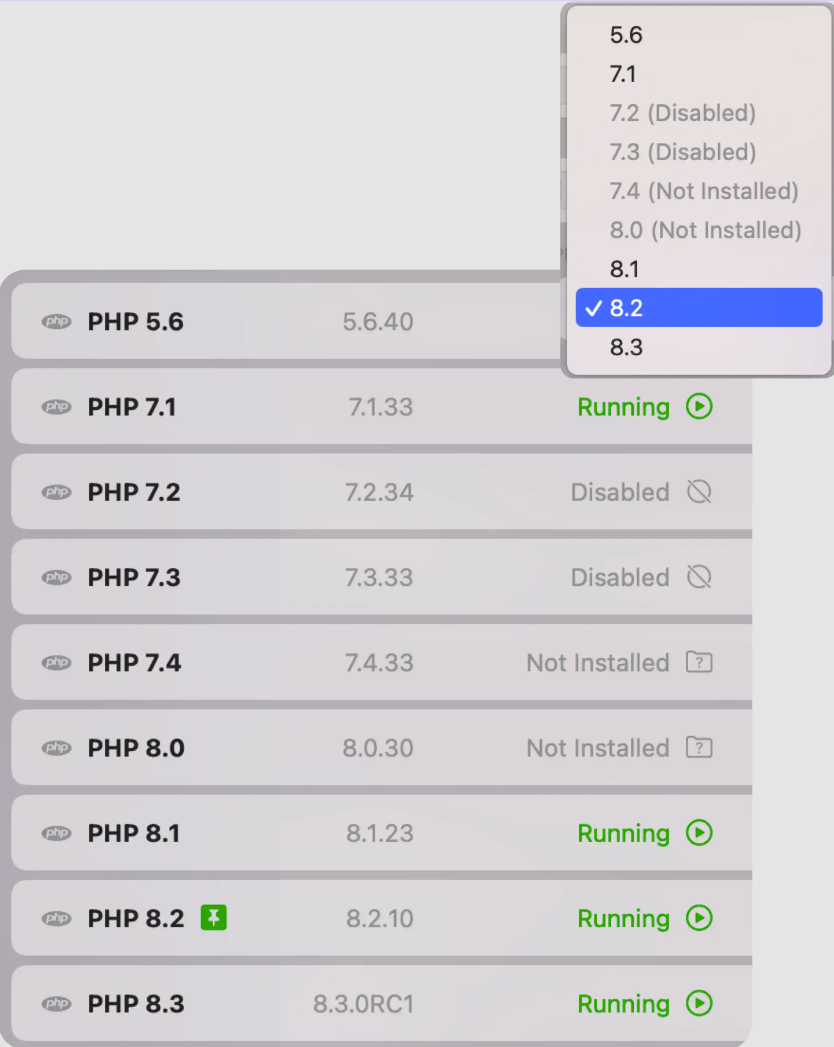 5.6
7.1
7.2 (Disabled)
7.3 (Disabled)
7.4 (Not Installed)
8.0 (Not Installed)
8.1
✓ 8.2
8.3
php PHP 5.6 5.6.40
php PHP 7.1 7.1.33 Running
php PHP 7.2 7.2.34 Disabled
php PHP 7.3 7.3.33 Disabled
php PHP 7.4 7.4.33 Not Installed ?
php PHP 8.0 8.0.30 Not Installed ?
php PHP 8.1 8.1.23 Running
php PHP 8.2 8.2.10 Running
php PHP 8.3 8.3.0RC1 Running